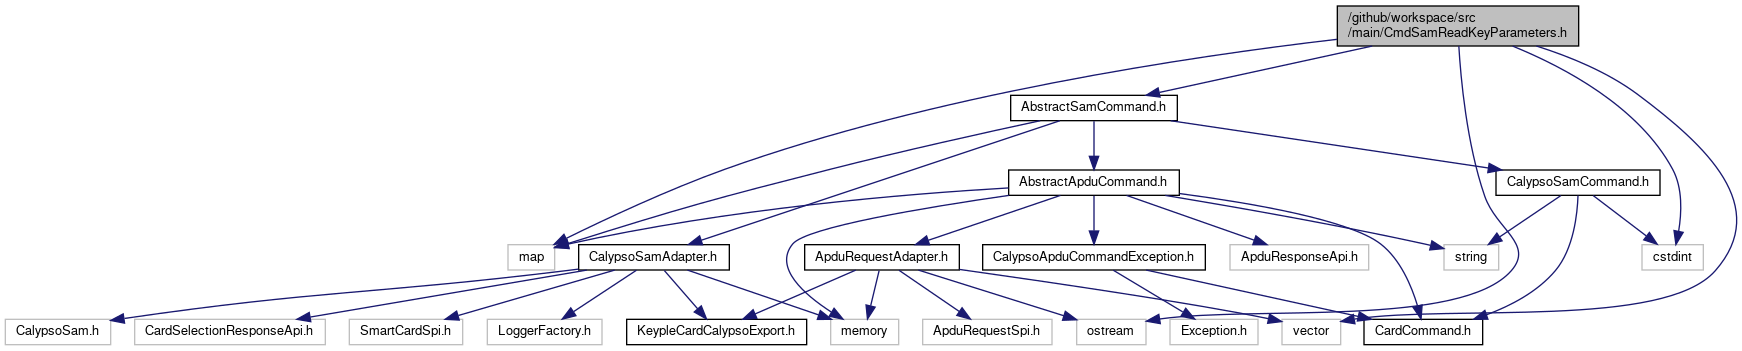 /github/workspace/src
/main/CmdSamReadKeyParameters.h
AbstractSamCommand.h
AbstractApduCommand.h
CalypsoSamCommand.h
map
CalypsoSamAdapter.h
ApduRequestAdapter.h
CalypsoApduCommandException.h
ApduResponseApi.h
string
cstdint
CalypsoSam.h
CardSelectionResponseApi.h
SmartCardSpi.h
LoggerFactory.h
KeypleCardCalypsoExport.h
memory
ApduRequestSpi.h
ostream
Exception.h
vector
CardCommand.h